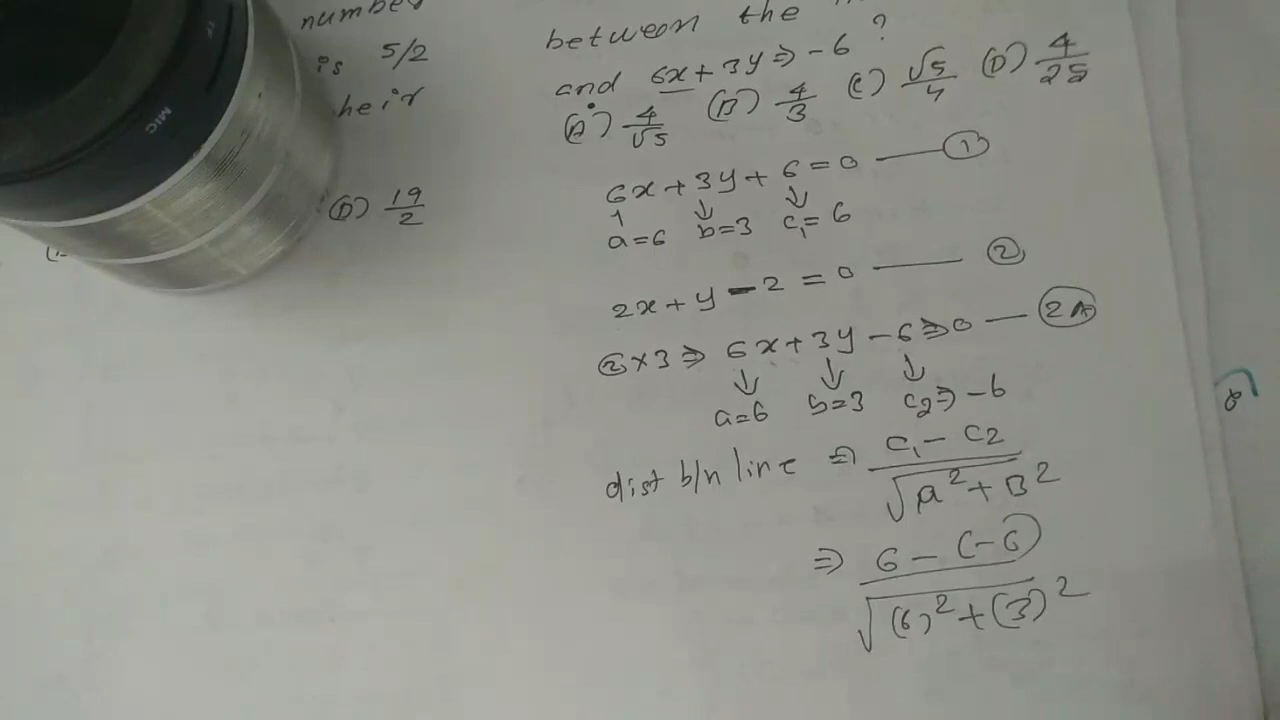 number
is 5/2
heir
(D) 19/2
MIC
between the
and 6x + 3y ⇒ -6 ?
(A) 4/√5 (B) 4/3 (C) √5/4 (D) 4/25
6x + 3y + 6 = 0 — ①
a=6 b=3 c₁= 6
2x + y - 2 = 0 — ②
② × 3 ⇒ 6x + 3y - 6 ⇒ 0 — (2A)
a=6 b=3 c₂ ⇒ -6
dist b/n line ⇒ c₁ - c₂ / √A² + B²
⇒ 6 - (-6) / √(6)² + (3)²
8